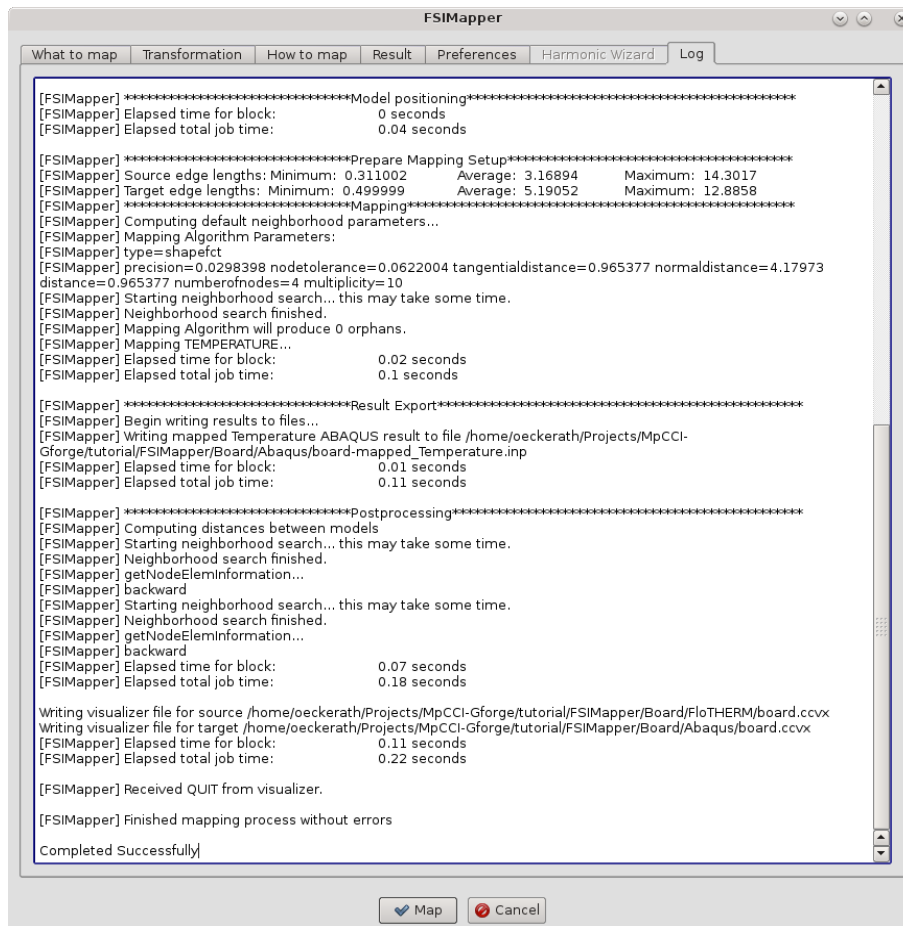 FSIMapper
What to map Transformation How to map Result Preferences Harmonic Wizard Log
[FSIMapper] ********************************Model positioning**********************************************
[FSIMapper] Elapsed time for block: 0 seconds
[FSIMapper] Elapsed total job time: 0.04 seconds
[FSIMapper] ********************************Prepare Mapping Setup****************************************
[FSIMapper] Source edge lengths: Minimum: 0.311002 Average: 3.16894 Maximum: 14.3017
[FSIMapper] Target edge lengths: Minimum: 0.499999 Average: 5.19052 Maximum: 12.8858
[FSIMapper] ********************************Mapping******************************************************
[FSIMapper] Computing default neighborhood parameters...
[FSIMapper] Mapping Algorithm Parameters:
[FSIMapper] type=shapefct
[FSIMapper] precision=0.0298398 nodetolerance=0.0622004 tangentialdistance=0.965377 normaldistance=4.17973
distance=0.965377 numberofnodes=4 multiplicity=10
[FSIMapper] Starting neighborhood search... this may take some time.
[FSIMapper] Neighborhood search finished.
[FSIMapper] Mapping Algorithm will produce 0 orphans.
[FSIMapper] Mapping TEMPERATURE...
[FSIMapper] Elapsed time for block: 0.02 seconds
[FSIMapper] Elapsed total job time: 0.1 seconds
[FSIMapper] ********************************Result Export***************************************************
[FSIMapper] Begin writing results to files...
[FSIMapper] Writing mapped Temperature ABAQUS result to file /home/oeckerath/Projects/MpCCI-
Gforge/tutorial/FSIMapper/Board/Abaqus/board-mapped_Temperature.inp
[FSIMapper] Elapsed time for block: 0.01 seconds
[FSIMapper] Elapsed total job time: 0.11 seconds
[FSIMapper] ********************************Postprocessing*************************************************
[FSIMapper] Computing distances between models
[FSIMapper] Starting neighborhood search... this may take some time.
[FSIMapper] Neighborhood search finished.
[FSIMapper] getNodeElemInformation...
[FSIMapper] backward
[FSIMapper] Starting neighborhood search... this may take some time.
[FSIMapper] Neighborhood search finished.
[FSIMapper] getNodeElemInformation...
[FSIMapper] backward
[FSIMapper] Elapsed time for block: 0.07 seconds
[FSIMapper] Elapsed total job time: 0.18 seconds
Writing visualizer file for source /home/oeckerath/Projects/MpCCI-Gforge/tutorial/FSIMapper/Board/FloTHERM/board.ccvx
Writing visualizer file for target /home/oeckerath/Projects/MpCCI-Gforge/tutorial/FSIMapper/Board/Abaqus/board.ccvx
[FSIMapper] Elapsed time for block: 0.11 seconds
[FSIMapper] Elapsed total job time: 0.22 seconds
[FSIMapper] Received QUIT from visualizer.
[FSIMapper] Finished mapping process without errors
Completed Successfully
Map Cancel